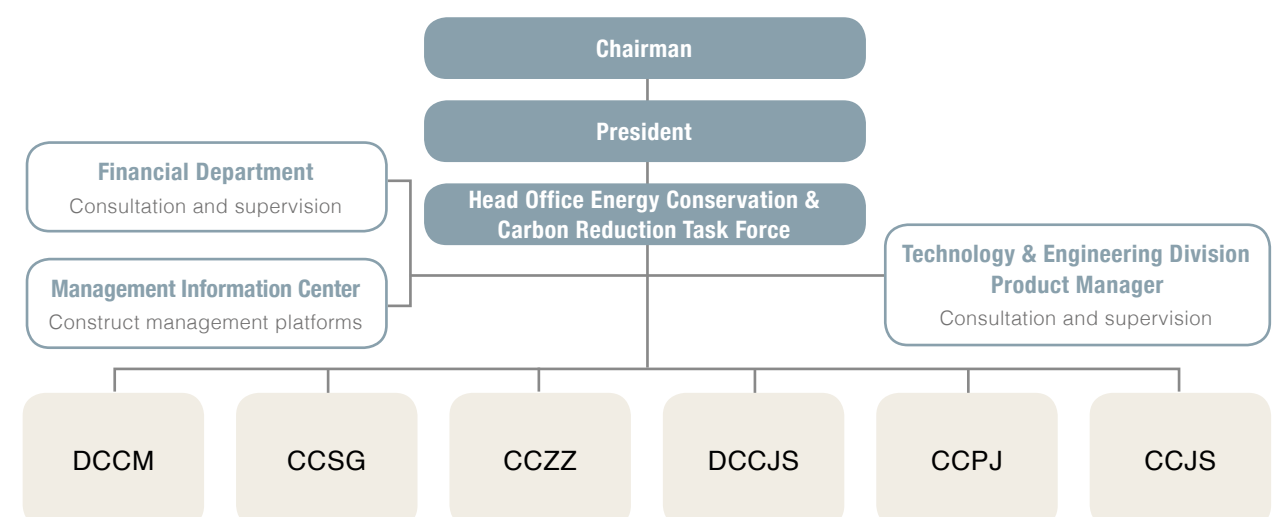 Chairman
President
Head Office Energy Conservation &
Carbon Reduction Task Force
Financial Department
Consultation and supervision
Management Information Center
Construct management platforms
Technology & Engineering Division
Product Manager
Consultation and supervision
DCCM
CCSG
CCZZ
DCCJS
CCPJ
CCJS